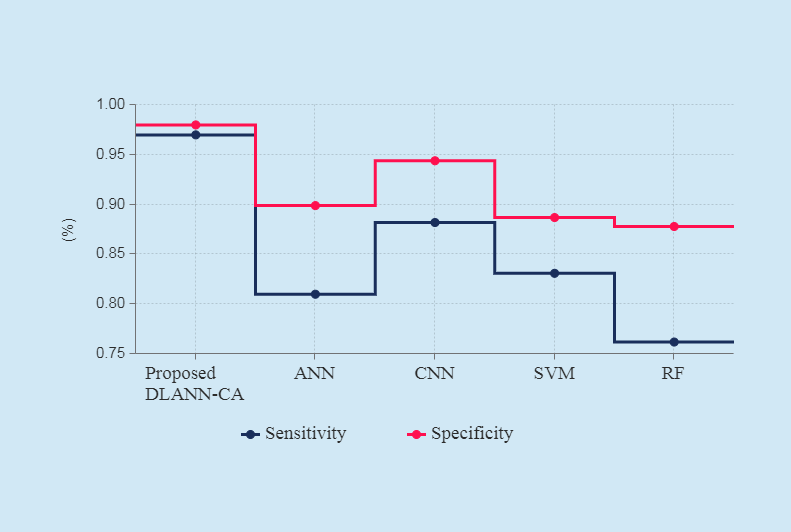 1.00
0.95
0.90
0.85
0.80
0.75
(%)
Proposed
DLANN-CA
ANN
CNN
SVM
RF
Sensitivity
Specificity